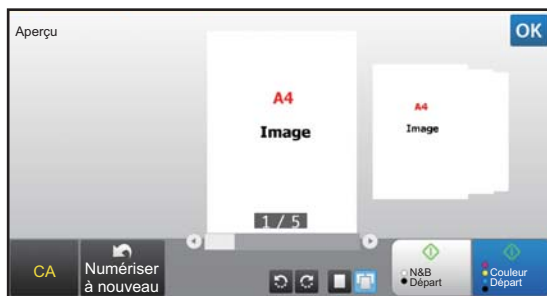 Aperçu
OK
A4
Image
A4
Image
1 / 5
CA
Numériser
à nouveau
N&B
Départ
Couleur
Départ